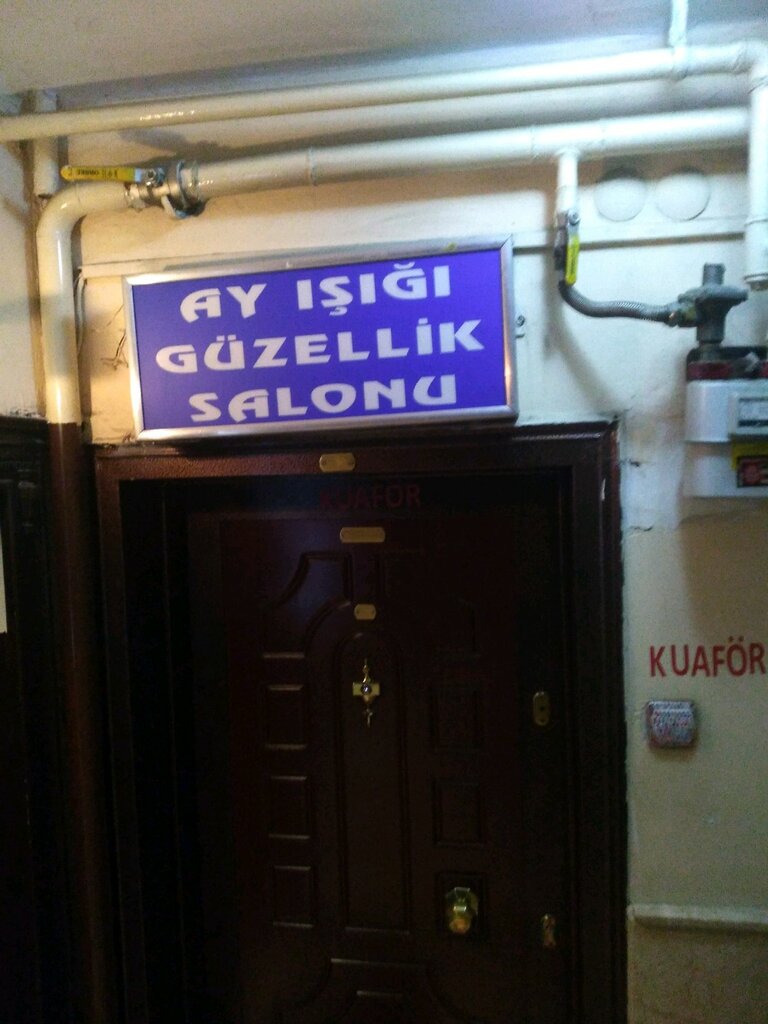 AY IŞIĞI
GÜZELLİK
SALONU
KUAFÖR
KUAFÖR